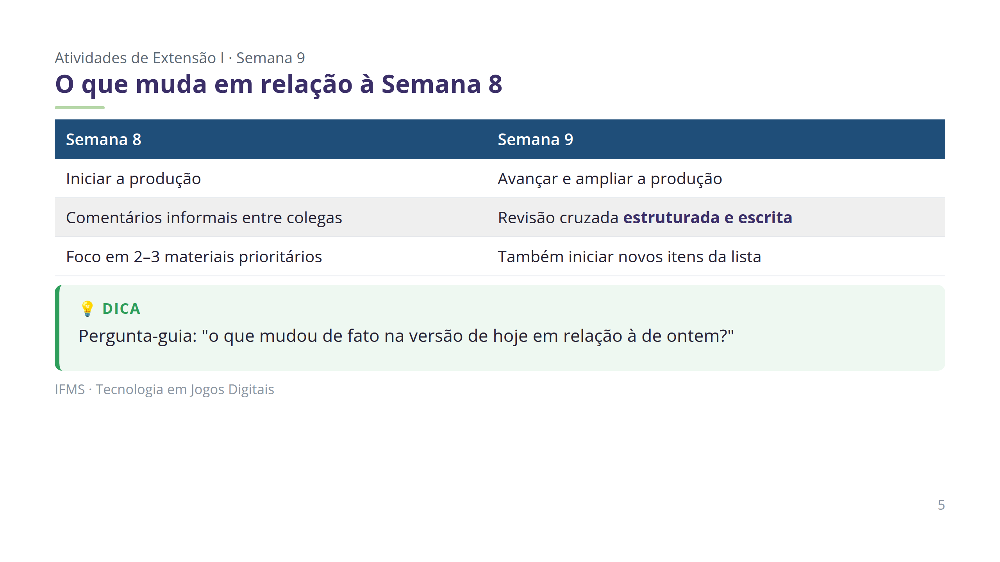 Atividades de Extensão I · Semana 9
O que muda em relação à Semana 8
Semana 8 Semana 9
Iniciar a produção Avançar e ampliar a produção
Comentários informais entre colegas Revisão cruzada estruturada e escrita
Foco em 2–3 materiais prioritários Também iniciar novos itens da lista
💡 DICA
Pergunta-guia: "o que mudou de fato na versão de hoje em relação à de ontem?"
IFMS · Tecnologia em Jogos Digitais
5